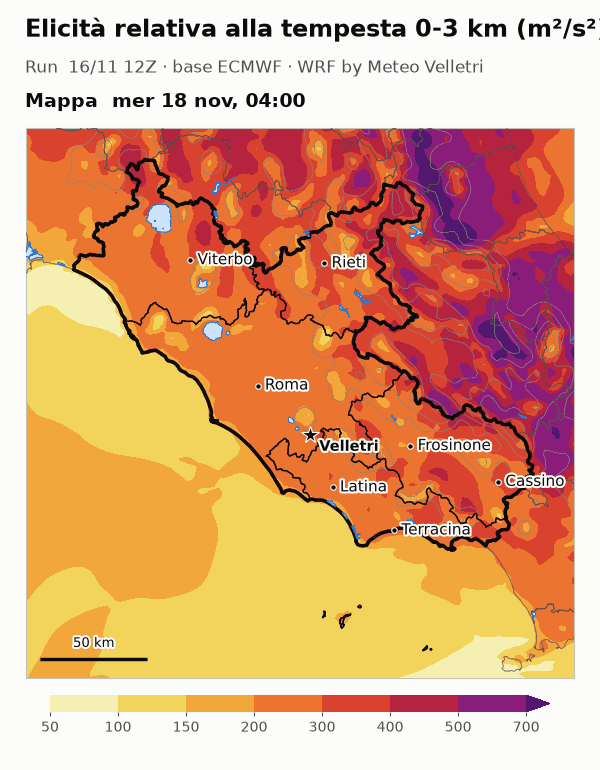 Elicità relativa alla tempesta 0-3 km (m²/s²)
Run 16/11 12Z · base ECMWF · WRF by Meteo Velletri
Mappa mer 18 nov, 04:00
Viterbo
Rieti
Roma
Velletri
Frosinone
Cassino
Latina
Terracina
50 km
50 100 150 200 300 400 500 700